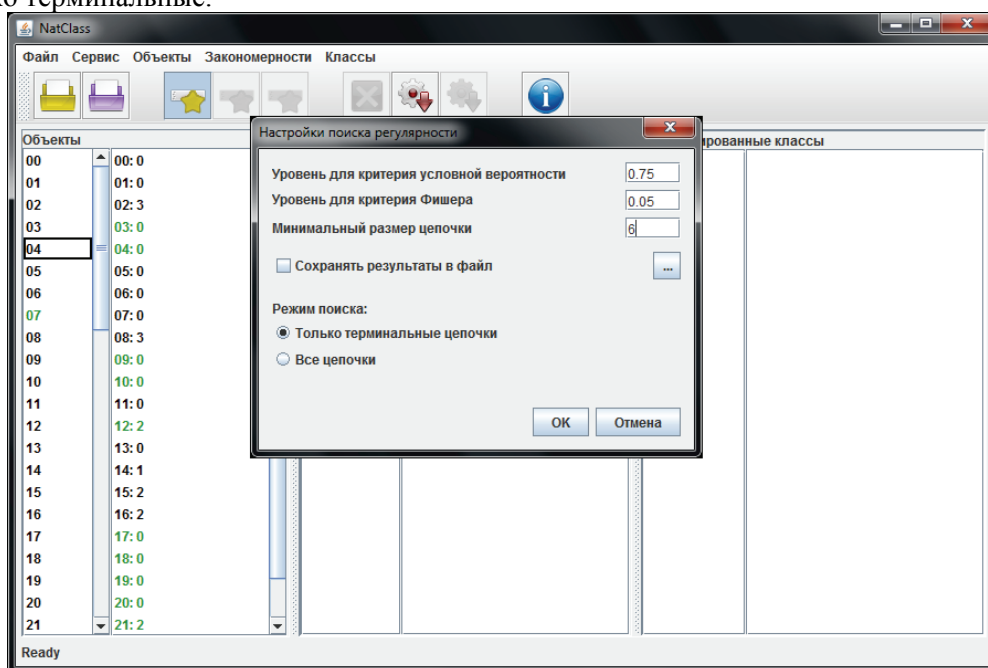 терминальные.
NatClass
Файл Сервис Объекты Закономерности Классы
Объекты
00
01
02
03
04
05
06
07
08
09
10
11
12
13
14
15
16
17
18
19
20
21
00: 0
01: 0
02: 3
03: 0
04: 0
05: 0
06: 0
07: 0
08: 3
09: 0
10: 0
11: 0
12: 2
13: 0
14: 1
15: 2
16: 2
17: 0
18: 0
19: 0
20: 0
21: 2
Настройки поиска регулярности
Уровень для критерия условной вероятности 0.75
Уровень для критерия Фишера 0.05
Минимальный размер цепочки 6
Сохранять результаты в файл ...
Режим поиска:
Только терминальные цепочки
Все цепочки
OK Отмена
ированные классы
Ready